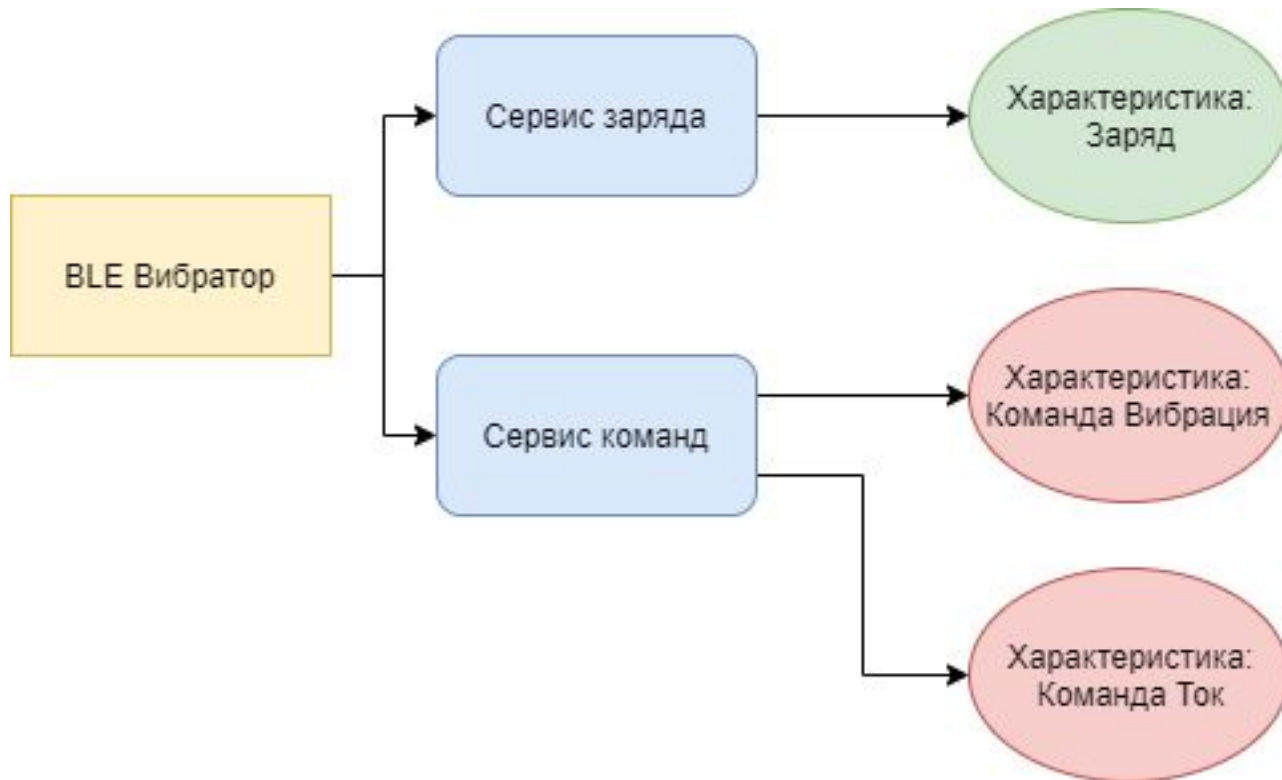 Сервис заряда
Характеристика:
Заряд
BLE Вибратор
Сервис команд
Характеристика:
Команда Вибрация
Характеристика:
Команда Ток